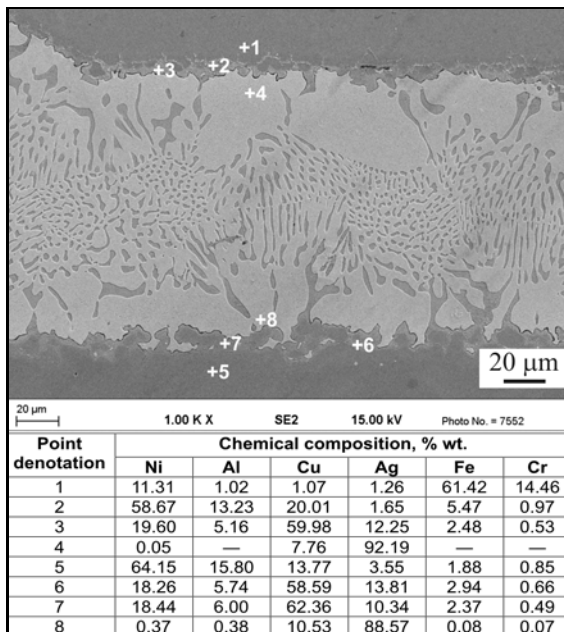 +1
+2
+3
+4
+8
+7
+6
+5
20 µm
20 µm 1.00 K X SE2 15.00 kV Photo No. = 7552
Point denotation Chemical composition, % wt.
Ni Al Cu Ag Fe Cr
1 11.31 1.02 1.07 1.26 61.42 14.46
2 58.67 13.23 20.01 1.65 5.47 0.97
3 19.60 5.16 59.98 12.25 2.48 0.53
4 0.05 — 7.76 92.19 — —
5 64.15 15.80 13.77 3.55 1.88 0.85
6 18.26 5.74 58.59 13.81 2.94 0.66
7 18.44 6.00 62.36 10.34 2.37 0.49
8 0.37 0.38 10.53 88.57 0.08 0.07